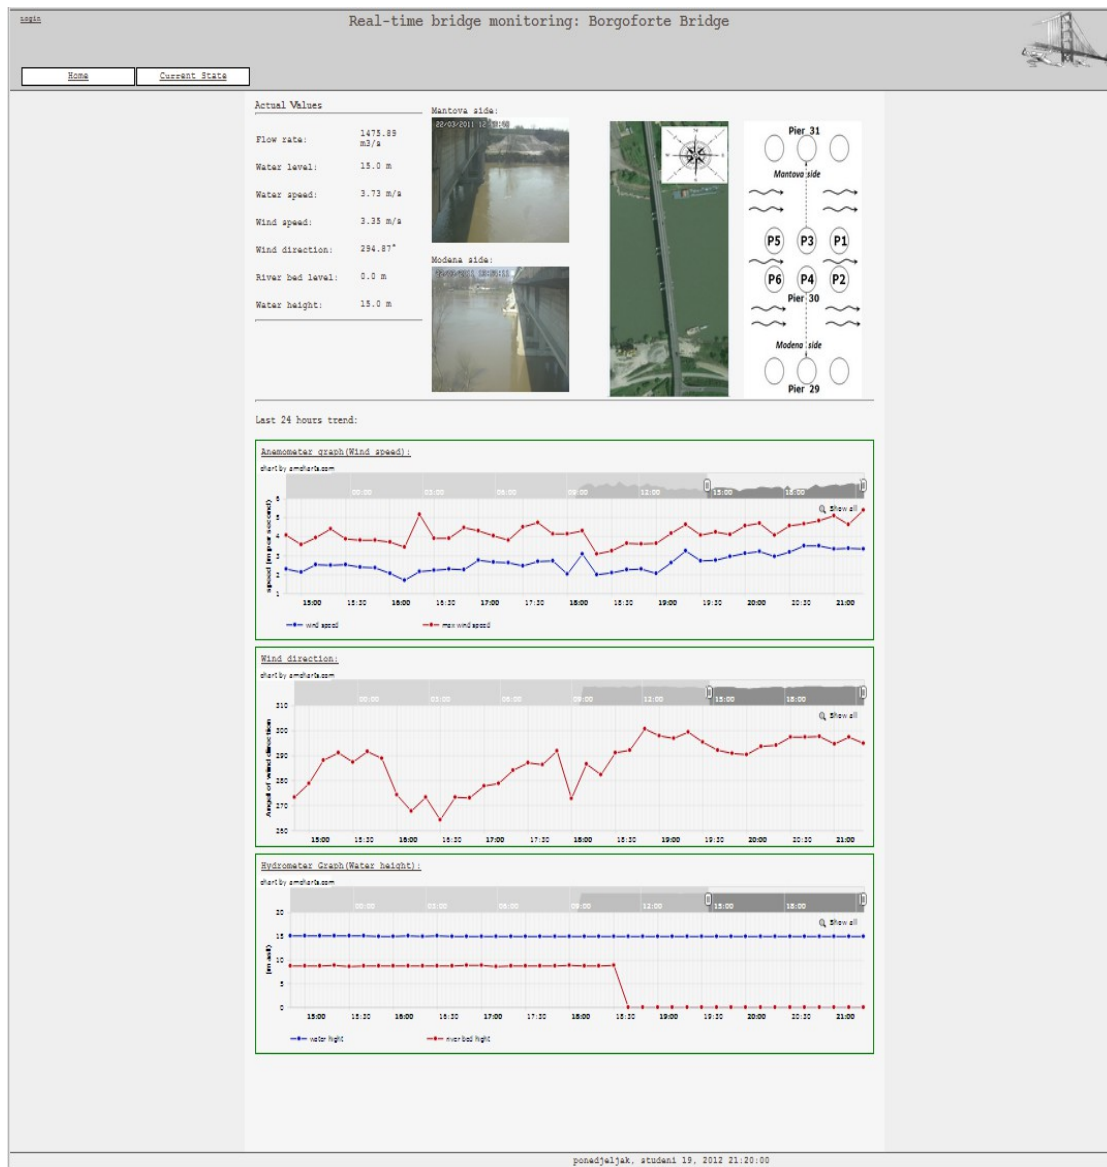 Login
Real-time bridge monitoring: Borgoforte Bridge
Home
Current State
Actual Values
Flow rate: 1475.89 m3/s
Water level: 15.0 m
Water speed: 3.73 m/s
Wind speed: 3.35 m/s
Wind direction: 294.87°
River bed level: 0.0 m
Water height: 15.0 m
Mantova side:
Modena side:
Pier 31
Mantova side
P5 P3 P1
P6 P4 P2
Pier 30
Modena side
Pier 29
Last 24 hours trend:
Anemometer graph(Wind speed):
chart by amcharts.com
00:00 03:00 06:00 09:00 12:00 15:00 18:00
Show all
6
5
4
3
2
1
15:00 15:30 16:00 16:30 17:00 17:30 18:00 18:30 19:00 19:30 20:00 20:30 21:00
wind speed
max wind speed
Wind direction:
chart by amcharts.com
00:00 03:00 06:00 09:00 12:00 15:00 18:00
Show all
Angul of wind direction
310
300
290
280
270
260
15:00 15:30 16:00 16:30 17:00 17:30 18:00 18:30 19:00 19:30 20:00 20:30 21:00
Hydrometer Graph(Water height):
chart by amcharts.com
00:00 03:00 06:00 09:00 12:00 15:00 18:00
Show all
20
15
10
5
0
15:00 15:30 16:00 16:30 17:00 17:30 18:00 18:30 19:00 19:30 20:00 20:30 21:00
water hight
river bed hight
ponedjeljak, studeni 19, 2012 21:20:00